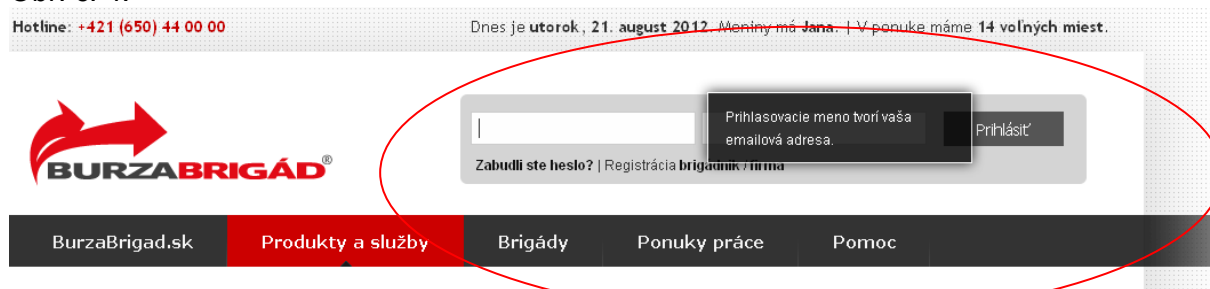 Hotline: +421 (650) 44 00 00
Dnes je utorok, 21. august 2012. Meniny má Jana. | V ponuke máme 14 voľných miest.
BURZABRIGÁD®
Prihlasovacie meno tvorí vaša
emailová adresa.
Prihlásiť
Zabudli ste heslo? | Registrácia brigádnik / firma
BurzaBrigad.sk Produkty a služby Brigády Ponuky práce Pomoc